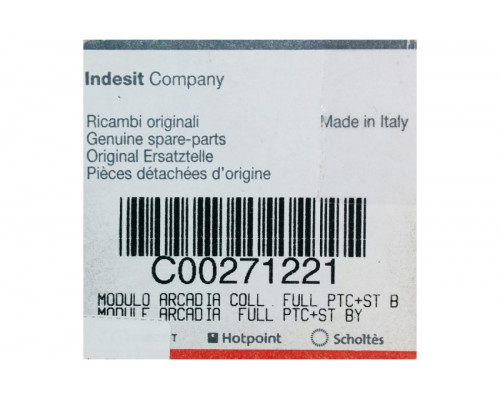 Indesit Company
Ricambi originali
Made in Italy
Genuine spare-parts
Original Ersatztelle
Pièces détachées d'origine
C00271221
MODULO ARCADIA COLL. FULL PTC+ST B
MODULE ARCADIA FULL PTC+ST BY
T Hotpoint Scholtès